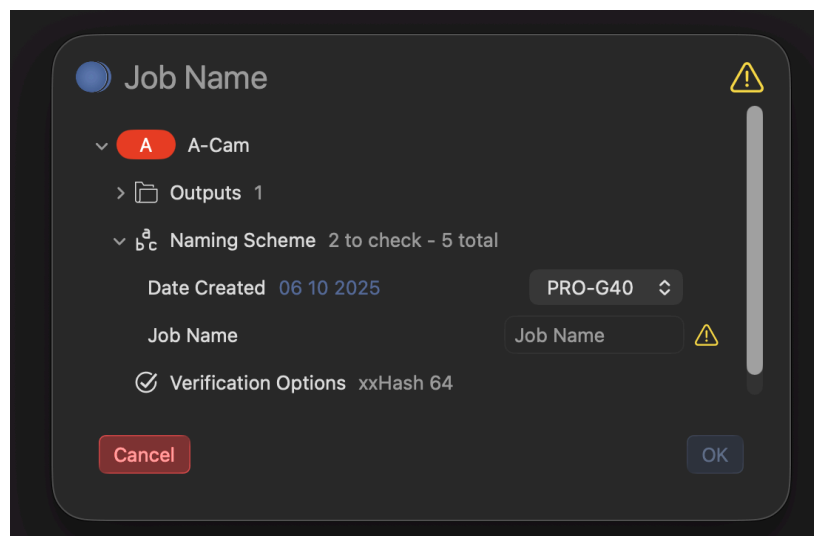 Job Name
A A-Cam
Outputs 1
abc Naming Scheme 2 to check - 5 total
Date Created 06 10 2025 PRO-G40
Job Name Job Name
Verification Options xxHash 64
Cancel OK